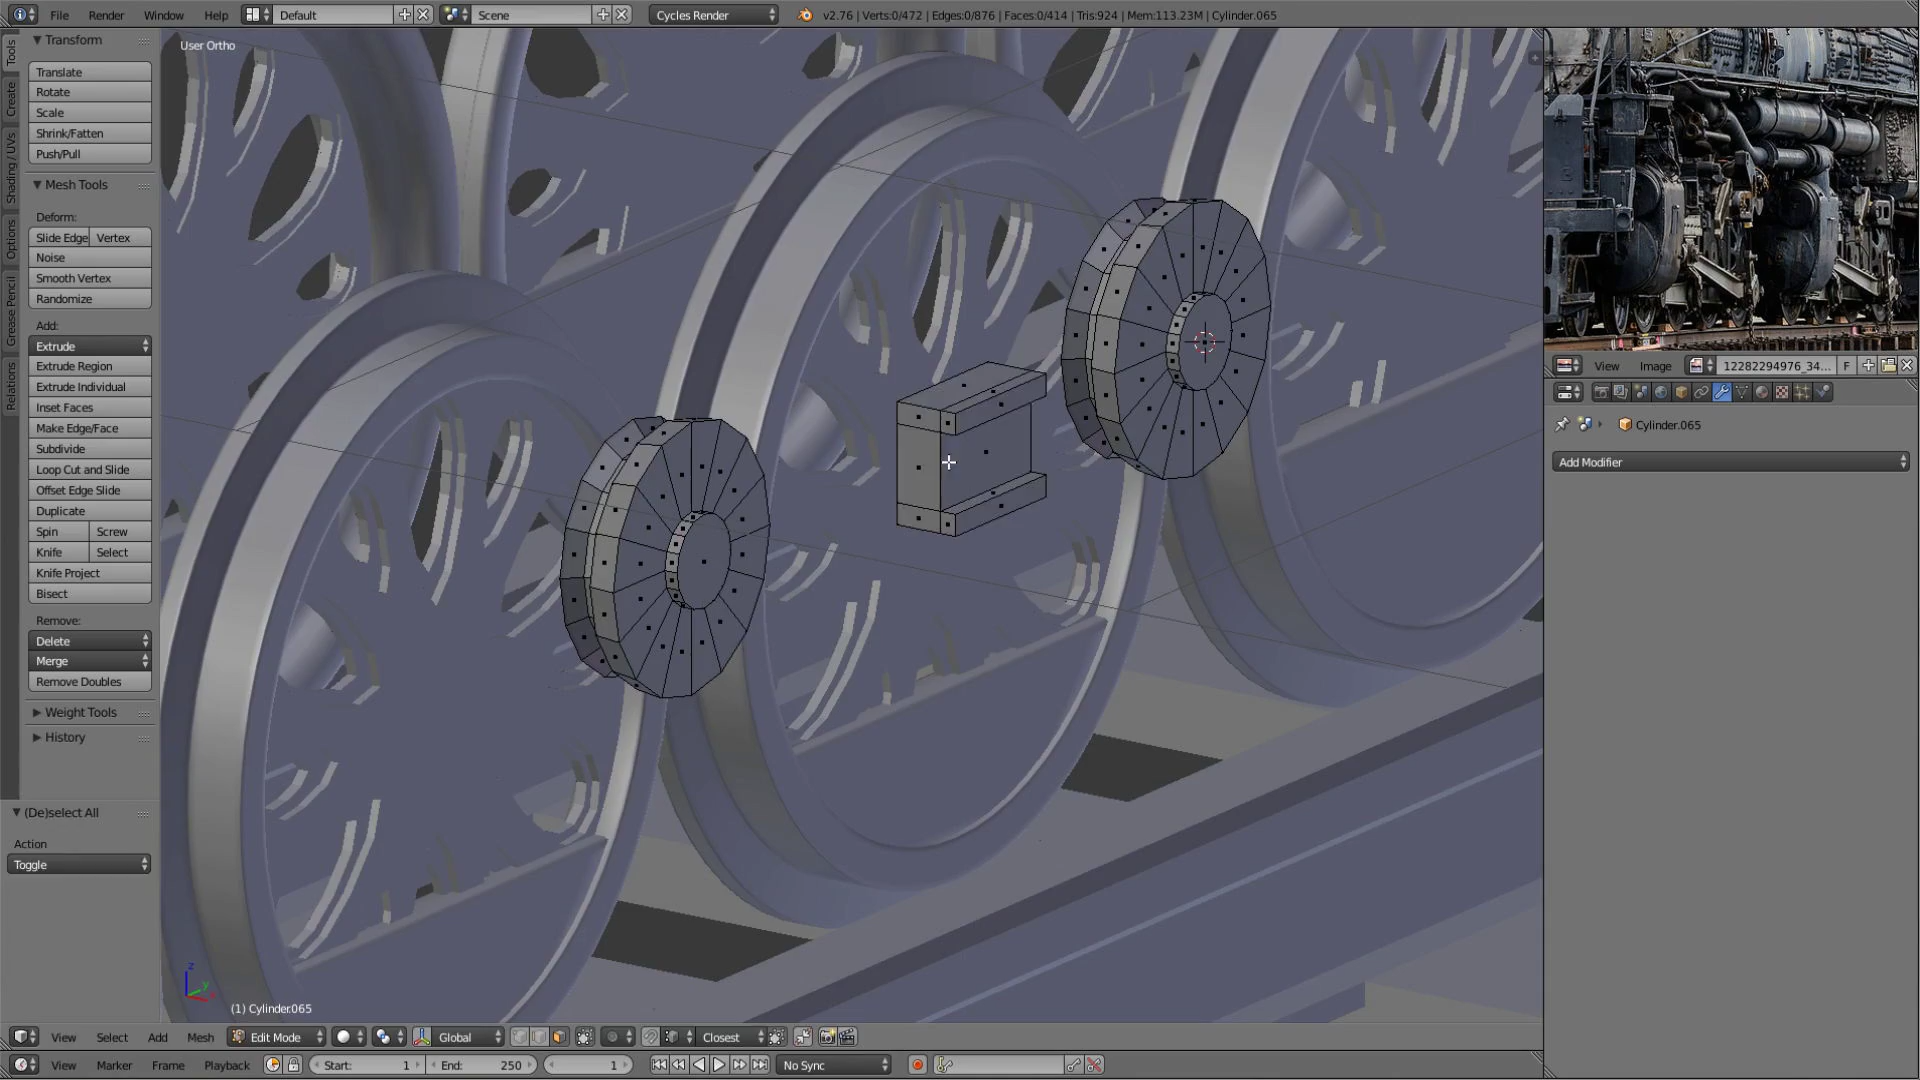 File Render Window Help Default Scene Cycles Render v2.76 | Verts:0/472 | Edges:0/876 | Faces:0/414 | Tris:924 | Mem:113.23M | Cylinder.065
Tools
Create
Shading / UVs
Options
Grease Pencil
Relations
Transform
Translate
Rotate
Scale
Shrink/Fatten
Push/Pull
Mesh Tools
Deform:
Slide Edge Vertex
Noise
Smooth Vertex
Randomize
Add:
Extrude
Extrude Region
Extrude Individual
Inset Faces
Make Edge/Face
Subdivide
Loop Cut and Slide
Offset Edge Slide
Duplicate
Spin Screw
Knife Select
Knife Project
Bisect
Remove:
Delete
Merge
Remove Doubles
Weight Tools
History
(De)select All
Action
Toggle
User Ortho
z
y
x
(1) Cylinder.065
View Image 12282294976_34... F
Cylinder.065
Add Modifier
View Select Add Mesh Edit Mode Global Closest
View Marker Frame Playback Start: 1 End: 250 1 No Sync